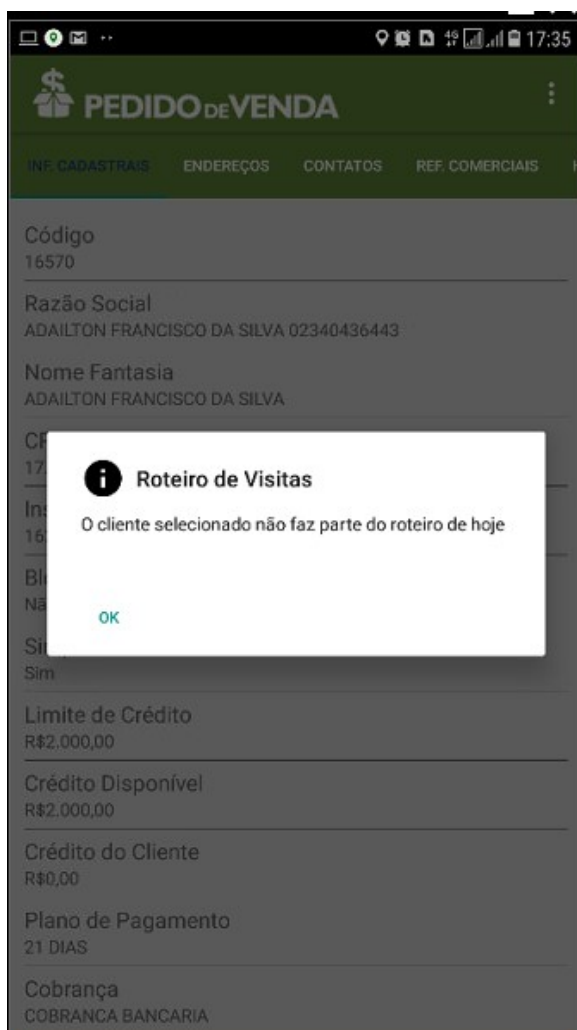 17:35
PEDIDO DE VENDA
INF. CADASTRAIS ENDEREÇOS CONTATOS REF. COMERCIAIS
Código
16570
Razão Social
ADAILTON FRANCISCO DA SILVA 02340436443
Nome Fantasia
ADAILTON FRANCISCO DA SILVA
Roteiro de Visitas
O cliente selecionado não faz parte do roteiro de hoje
OK
Sim
Limite de Crédito
R$2.000,00
Crédito Disponível
R$2.000,00
Crédito do Cliente
R$0,00
Plano de Pagamento
21 DIAS
Cobrança
COBRANCA BANCARIA